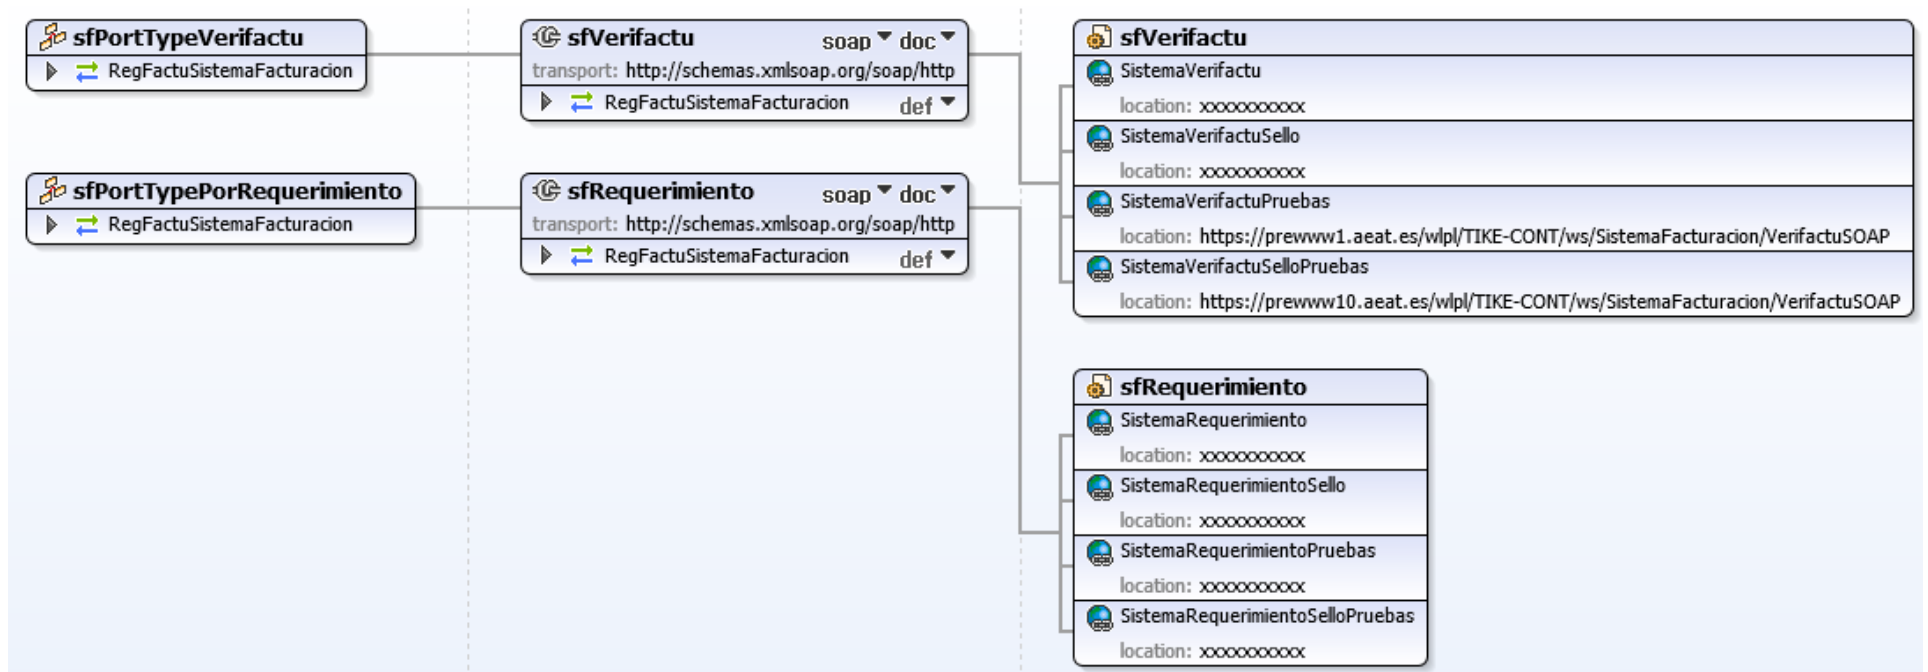 sfPortTypeVerifactu
RegFactuSistemaFacturacion
sfPortTypePorRequerimiento
RegFactuSistemaFacturacion
sfVerifactu soap doc
transport: http://schemas.xmlsoap.org/soap/http
RegFactuSistemaFacturacion def
sfRequerimiento soap doc
transport: http://schemas.xmlsoap.org/soap/http
RegFactuSistemaFacturacion def
sfVerifactu
SistemaVerifactu
location: xxxxxxxxxx
SistemaVerifactuSello
location: xxxxxxxxxx
SistemaVerifactuPruebas
location: https://prewww1.aeat.es/wlpl/TIKE-CONT/ws/SistemaFacturacion/VerifactuSOAP
SistemaVerifactuSelloPruebas
location: https://prewww10.aeat.es/wlpl/TIKE-CONT/ws/SistemaFacturacion/VerifactuSOAP
sfRequerimiento
SistemaRequerimiento
location: xxxxxxxxxx
SistemaRequerimientoSello
location: xxxxxxxxxx
SistemaRequerimientoPruebas
location: xxxxxxxxxx
SistemaRequerimientoSelloPruebas
location: xxxxxxxxxx